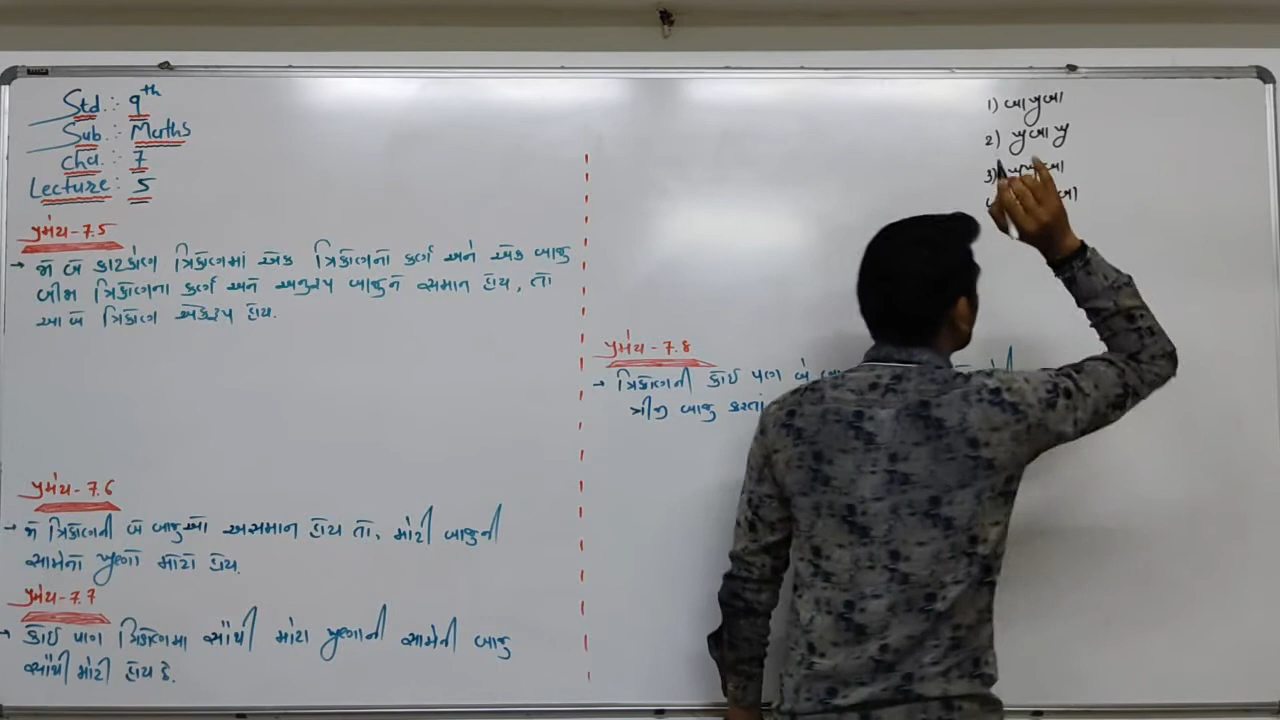 Std. : 9th
Sub. : Maths
Cha. : 7
Lecture : 5
પ્રમેય - 7.5
→ જો બે કાટકોણ ત્રિકોણમાં એક ત્રિકોણનો કર્ણ અને એક બાજુ
બીજા ત્રિકોણના કર્ણ અને અનુરૂપ બાજુને સમાન હોય, તો
આ બે ત્રિકોણ એકરૂપ હોય.
પ્રમેય - 7.6
→ જો ત્રિકોણની બે બાજુઓ અસમાન હોય તો, મોટી બાજુની
સામેનો ખૂણો મોટો હોય.
પ્રમેય - 7.7
→ કોઈ પણ ત્રિકોણમાં સૌથી મોટા ખૂણાની સામેની બાજુ
સૌથી મોટી હોય છે.
1) બાખૂબા
2) ખૂબાખૂ
3) ખૂખૂબા
પ્રમેય - 7.8
→ ત્રિકોણની કોઈ પણ બે
ત્રીજી બાજુ કરતાં